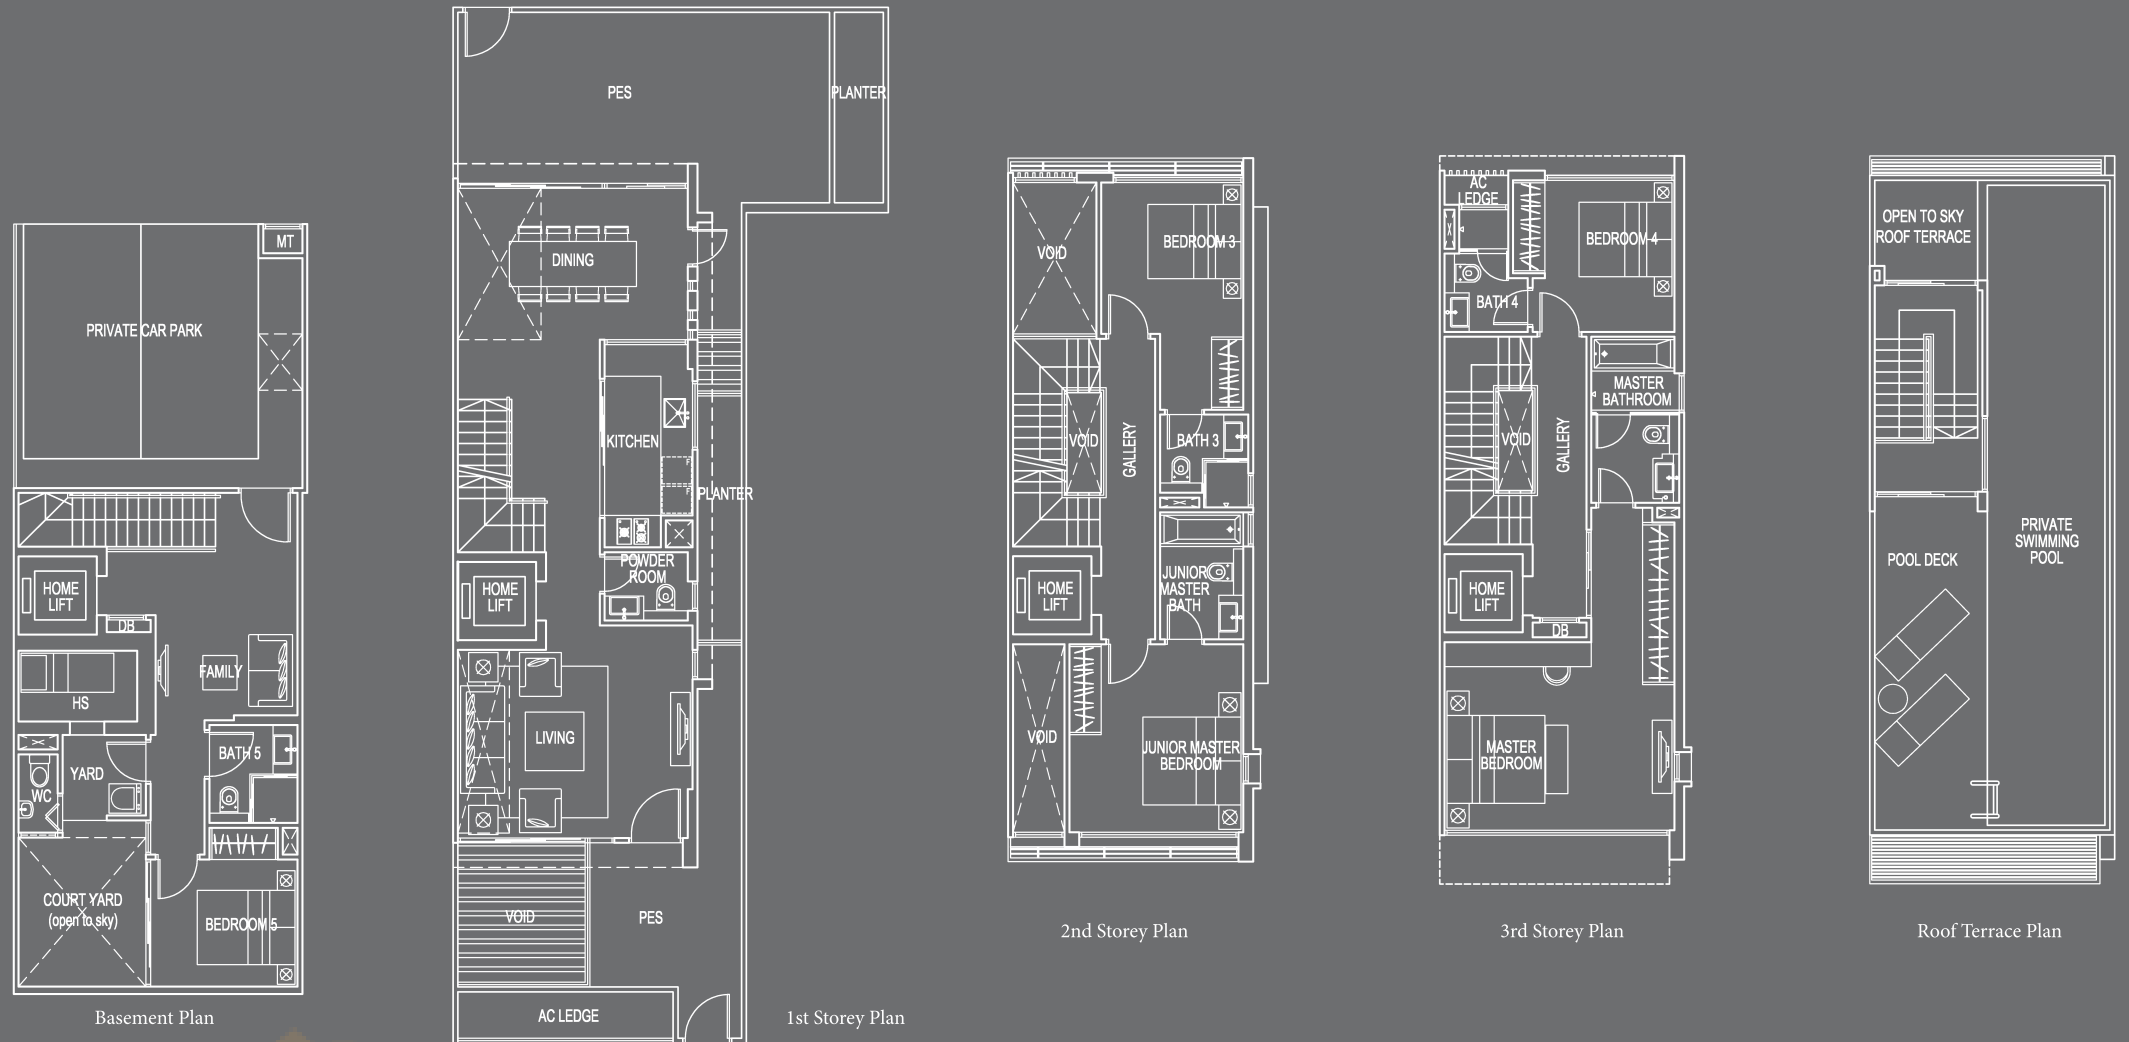 MT
PRIVATE CAR PARK
HOME
LIFT
DB
FAMILY
HS
BATH 5
YARD
WC
COURT YARD
(open to sky)
BEDROOM 5
Basement Plan
PES
PLANTER
DINING
KITCHEN
F
F
PLANTER
POWDER
ROOM
HOME
LIFT
LIVING
VOID
PES
AC LEDGE
1st Storey Plan
VOID
BEDROOM 3
VOID
GALLERY
BATH 3
HOME
LIFT
JUNIOR
MASTER
BATH
VOID
JUNIOR MASTER
BEDROOM
2nd Storey Plan
AC
LEDGE
BEDROOM 4
BATH 4
MASTER
BATHROOM
VOID
GALLERY
HOME
LIFT
DB
MASTER
BEDROOM
3rd Storey Plan
OPEN TO SKY
ROOF TERRACE
PRIVATE
SWIMMING
POOL
POOL DECK
Roof Terrace Plan